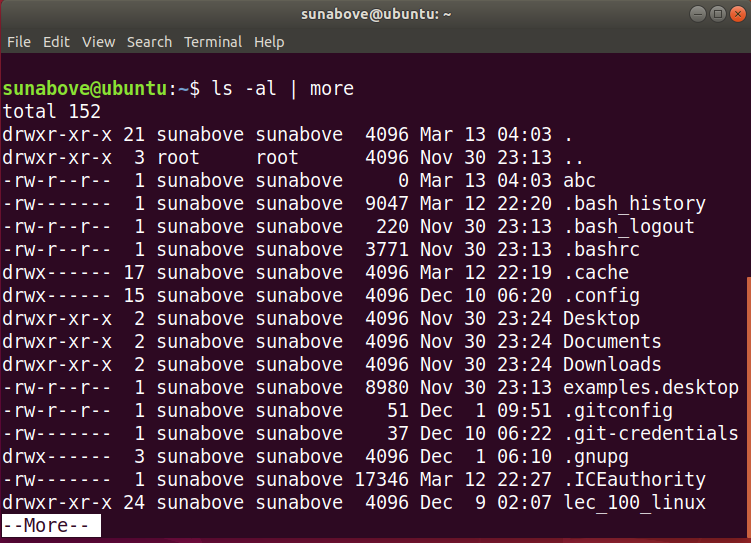 sunabove@ubuntu: ~
File Edit View Search Terminal Help
sunabove@ubuntu:~$ ls -al | more
total 152
drwxr-xr-x 21 sunabove sunabove  4096 Mar 13 04:03 .
drwxr-xr-x  3 root     root      4096 Nov 30 23:13 ..
-rw-r--r--  1 sunabove sunabove     0 Mar 13 04:03 abc
-rw-------  1 sunabove sunabove  9047 Mar 12 22:20 .bash_history
-rw-r--r--  1 sunabove sunabove   220 Nov 30 23:13 .bash_logout
-rw-r--r--  1 sunabove sunabove  3771 Nov 30 23:13 .bashrc
drwx------ 17 sunabove sunabove  4096 Mar 12 22:19 .cache
drwx------ 15 sunabove sunabove  4096 Dec 10 06:20 .config
drwxr-xr-x  2 sunabove sunabove  4096 Nov 30 23:24 Desktop
drwxr-xr-x  2 sunabove sunabove  4096 Nov 30 23:24 Documents
drwxr-xr-x  2 sunabove sunabove  4096 Nov 30 23:24 Downloads
-rw-r--r--  1 sunabove sunabove  8980 Nov 30 23:13 examples.desktop
-rw-r--r--  1 sunabove sunabove    51 Dec  1 09:51 .gitconfig
-rw-------  1 sunabove sunabove    37 Dec 10 06:22 .git-credentials
drwx------  3 sunabove sunabove  4096 Dec  1 06:10 .gnupg
-rw-------  1 sunabove sunabove 17346 Mar 12 22:27 .ICEauthority
drwxr-xr-x 24 sunabove sunabove  4096 Dec  9 02:07 lec_100_linux
--More--